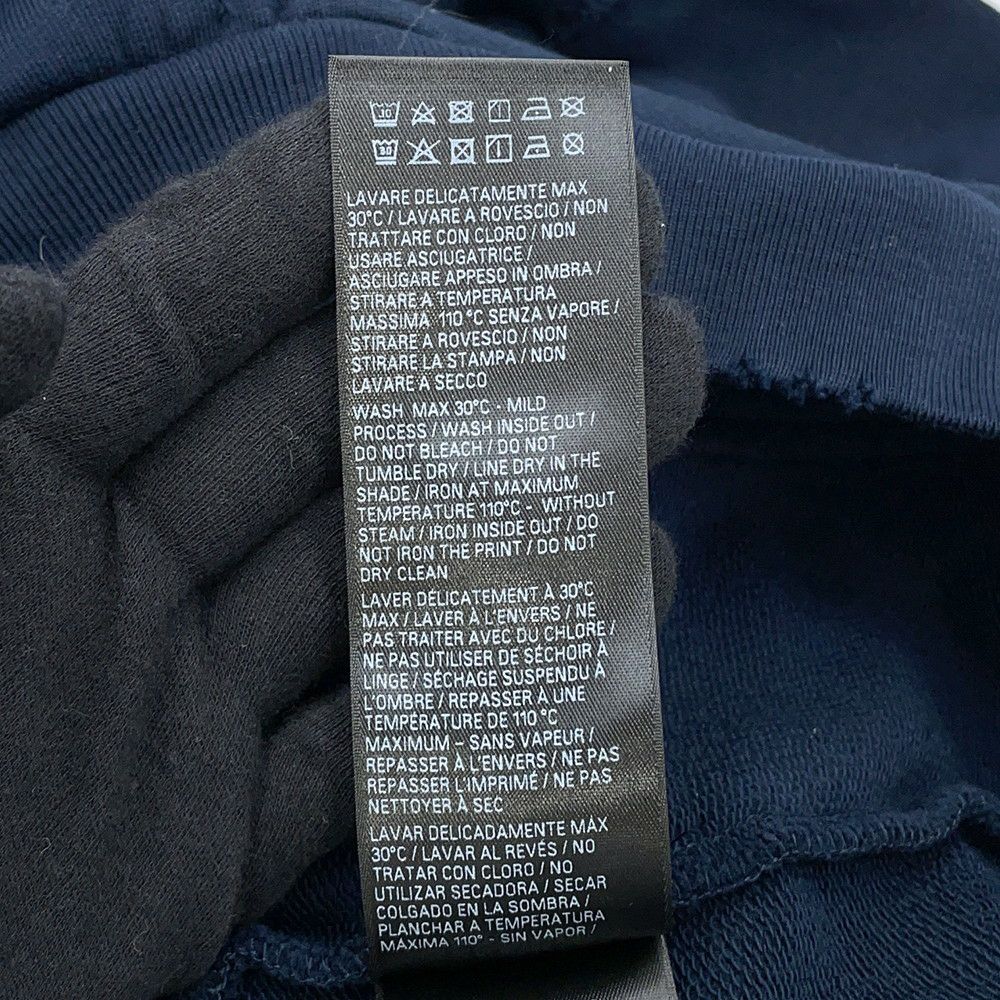 30
30
LAVARE DELICATAMENTE MAX
30°C / LAVARE A ROVESCIO / NON
TRATTARE CON CLORO / NON
USARE ASCIUGATRICE /
ASCIUGARE APPESO IN OMBRA /
STIRARE A TEMPERATURA
MASSIMA 110°C SENZA VAPORE /
STIRARE A ROVESCIO / NON
STIRARE LA STAMPA / NON
LAVARE A SECCO
WASH MAX 30°C - MILD
PROCESS / WASH INSIDE OUT /
DO NOT BLEACH / DO NOT
TUMBLE DRY / LINE DRY IN THE
SHADE / IRON AT MAXIMUM
TEMPERATURE 110°C - WITHOUT
STEAM / IRON INSIDE OUT / DO
NOT IRON THE PRINT / DO NOT
DRY CLEAN
LAVER DÉLICATEMENT À 30°C
MAX / LAVER À L'ENVERS / NE
PAS TRAITER AVEC DU CHLORE /
NE PAS UTILISER DE SÉCHOIR À
LINGE / SÉCHAGE SUSPENDU À
L'OMBRE / REPASSER À UNE
TEMPÉRATURE DE 110°C
MAXIMUM - SANS VAPEUR /
REPASSER À L'ENVERS / NE PAS
REPASSER L'IMPRIMÉ / NE PAS
NETTOYER À SEC
LAVAR DELICADAMENTE MÁX
30°C / LAVAR AL REVÉS / NO
TRATAR CON CLORO / NO
UTILIZAR SECADORA / SECAR
COLGADO EN LA SOMBRA /
PLANCHAR A TEMPERATURA
MÁXIMA 110° - SIN VAPOR /